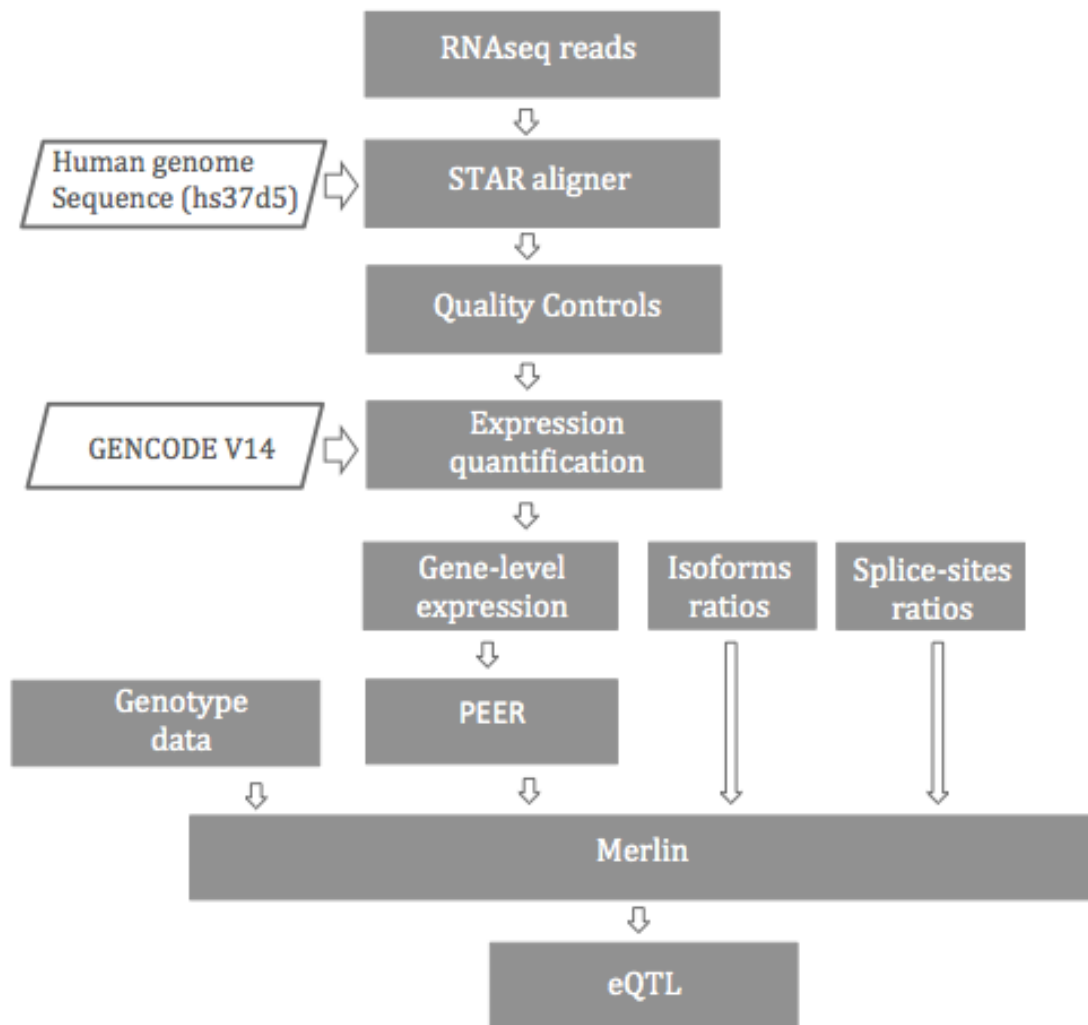 RNAseq reads
Human genome
Sequence (hs37d5)
STAR aligner
Quality Controls
GENCODE V14
Expression
quantification
Gene-level
expression
Isoforms
ratios
Splice-sites
ratios
Genotype
data
PEER
Merlin
eQTL